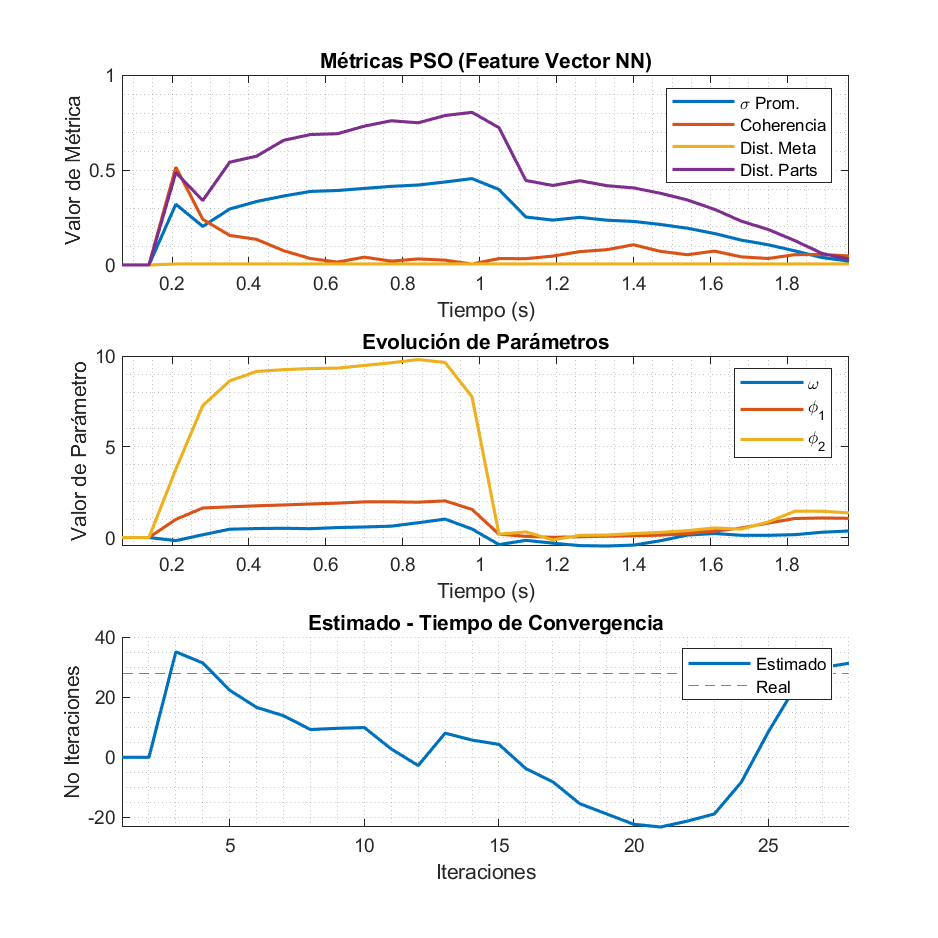 Métricas PSO (Feature Vector NN)
Valor de Métrica
1
0.5
0
σ Prom.
Coherencia
Dist. Meta
Dist. Parts
0.2 0.4 0.6 0.8 1 1.2 1.4 1.6 1.8
Tiempo (s)
Evolución de Parámetros
Valor de Parámetro
10
5
0
ω
ϕ1
ϕ2
0.2 0.4 0.6 0.8 1 1.2 1.4 1.6 1.8
Tiempo (s)
Estimado - Tiempo de Convergencia
No Iteraciones
40
20
0
-20
Estimado
Real
5 10 15 20 25
Iteraciones